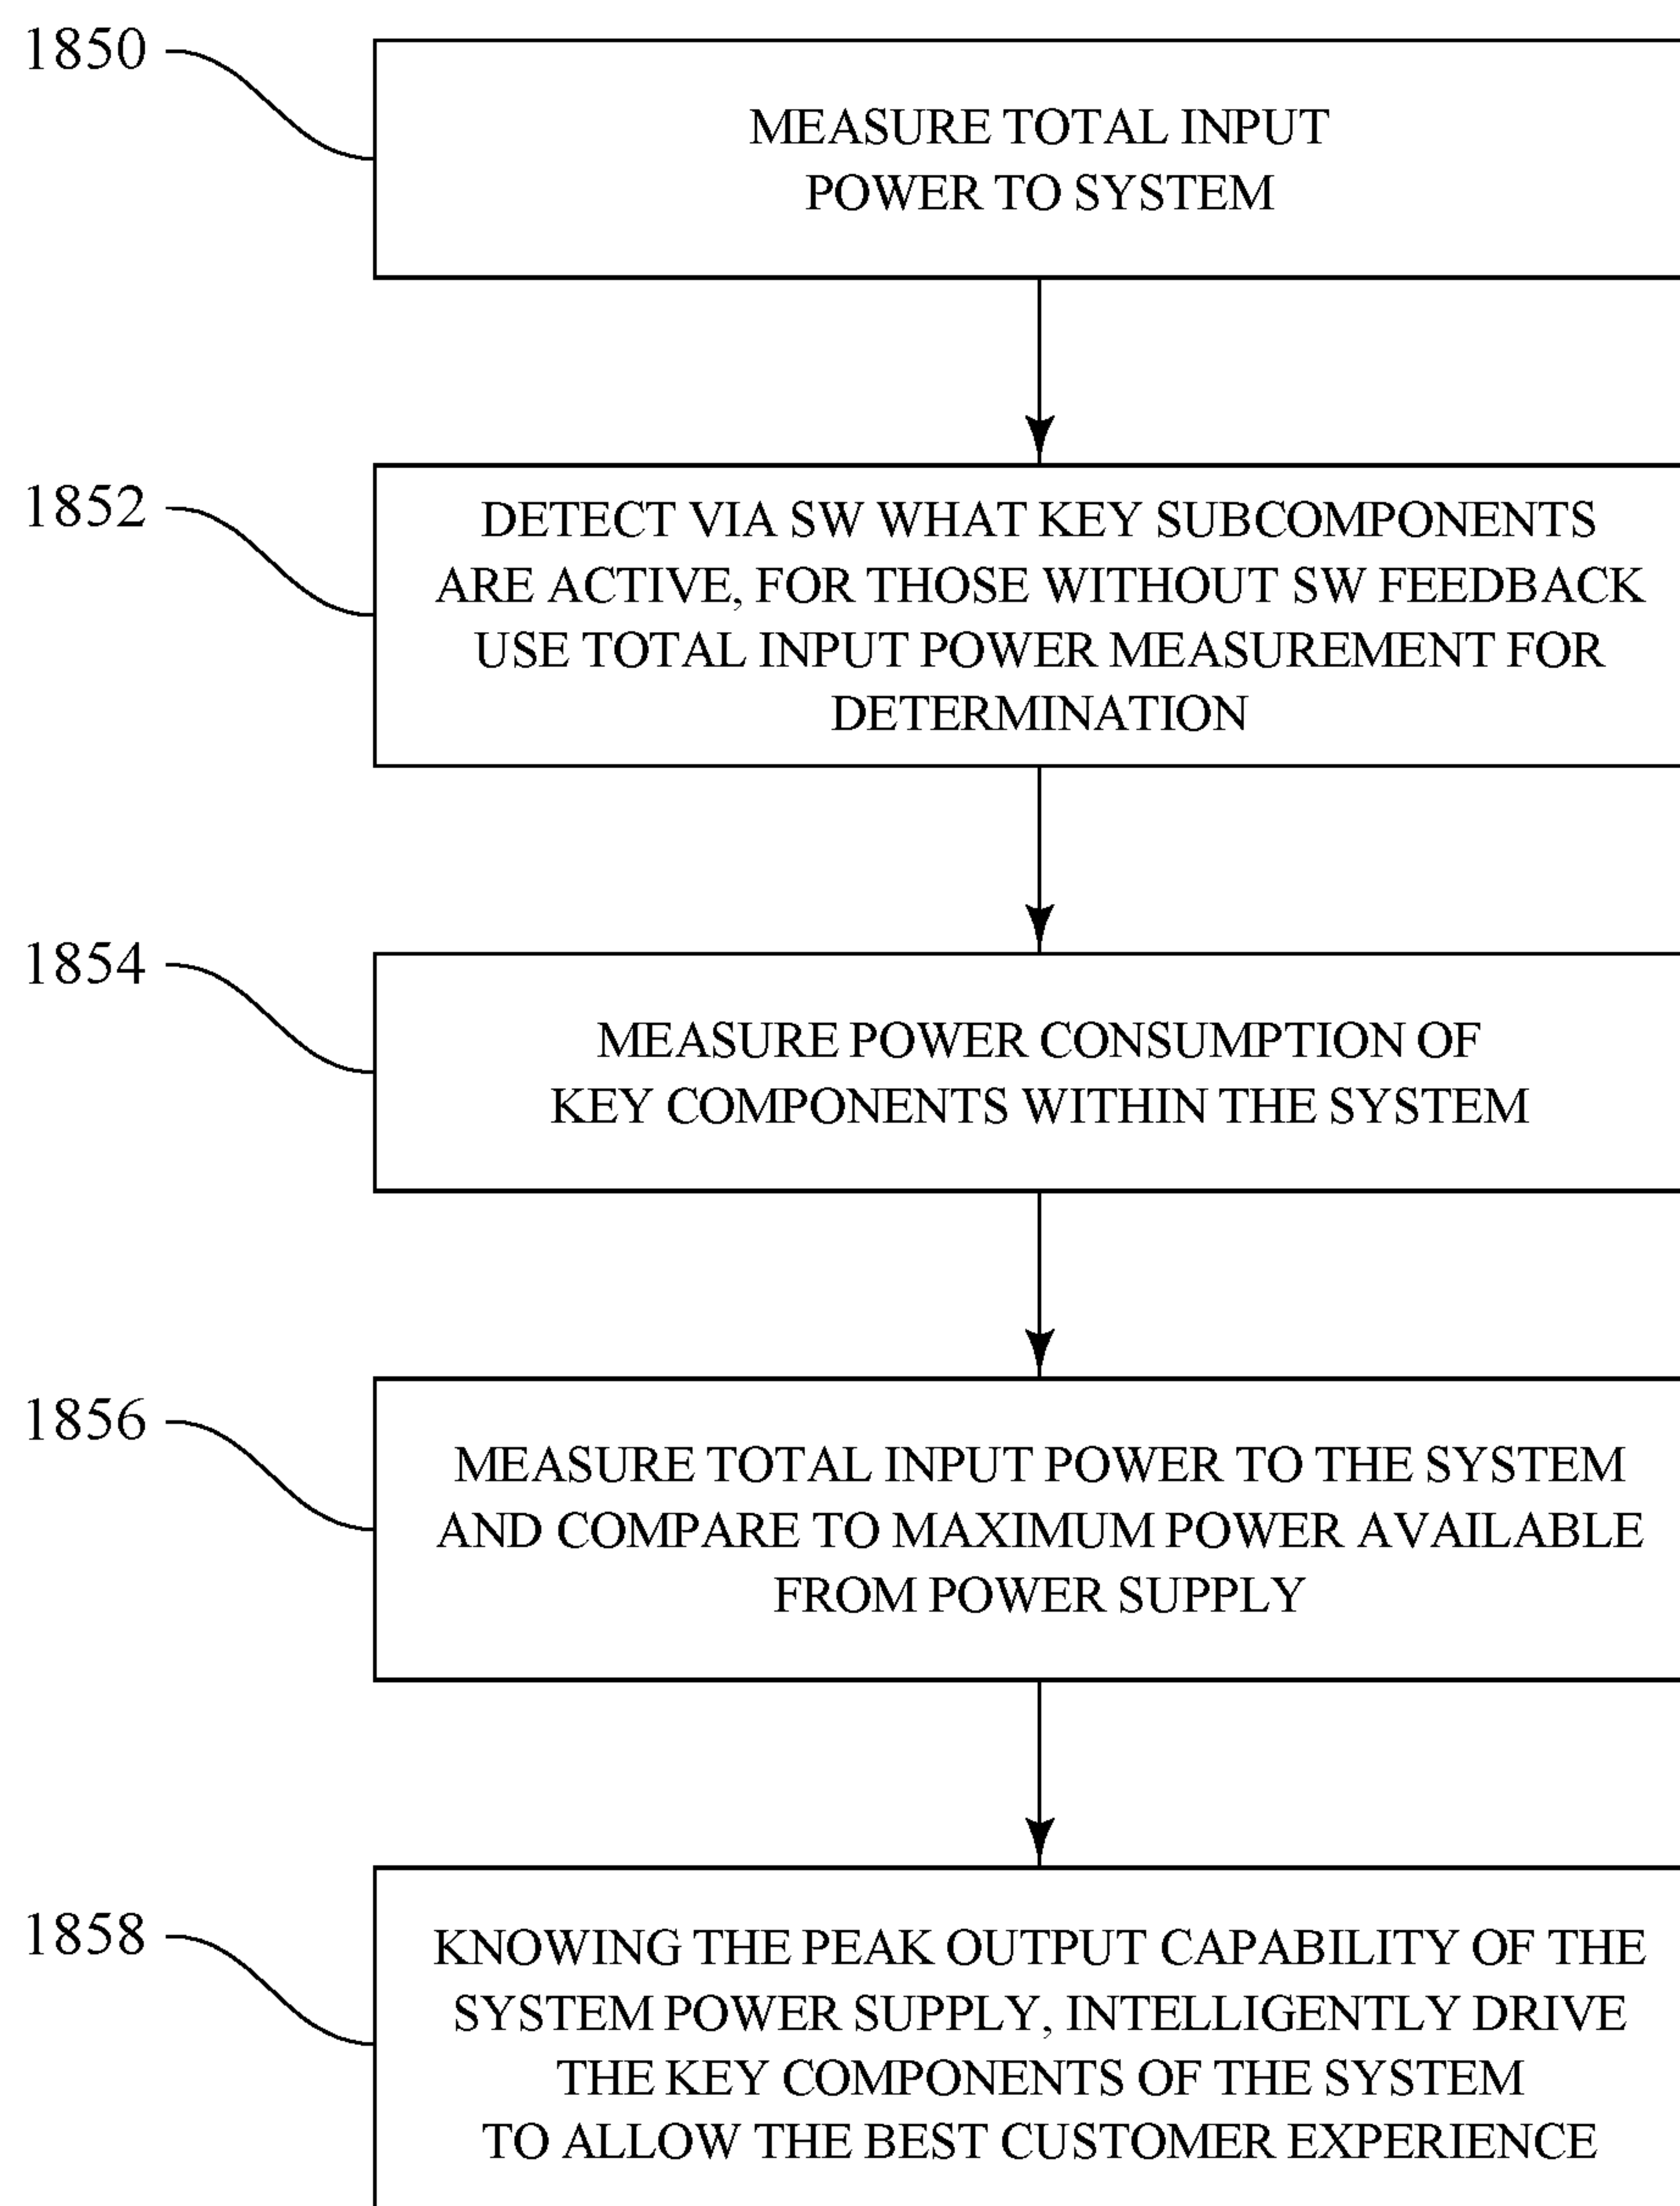 1850
MEASURE TOTAL INPUT
POWER TO SYSTEM
1852
DETECT VIA SW WHAT KEY SUBCOMPONENTS
ARE ACTIVE, FOR THOSE WITHOUT SW FEEDBACK
USE TOTAL INPUT POWER MEASUREMENT FOR
DETERMINATION
1854
MEASURE POWER CONSUMPTION OF
KEY COMPONENTS WITHIN THE SYSTEM
1856
MEASURE TOTAL INPUT POWER TO THE SYSTEM
AND COMPARE TO MAXIMUM POWER AVAILABLE
FROM POWER SUPPLY
1858
KNOWING THE PEAK OUTPUT CAPABILITY OF THE
SYSTEM POWER SUPPLY, INTELLIGENTLY DRIVE
THE KEY COMPONENTS OF THE SYSTEM
TO ALLOW THE BEST CUSTOMER EXPERIENCE